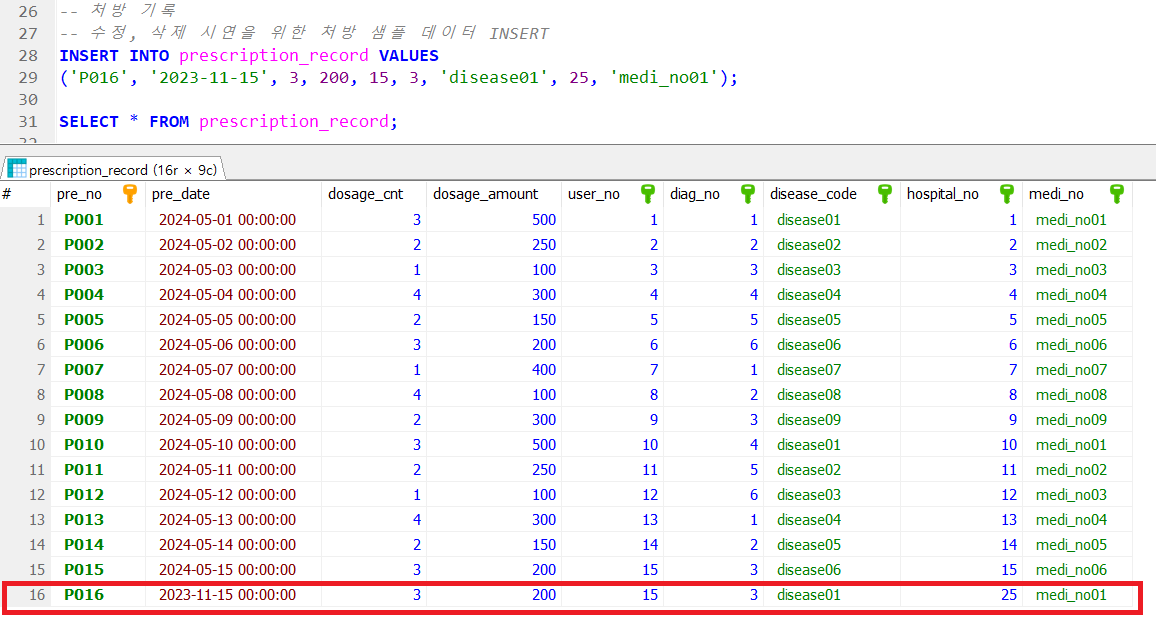 26 -- 처방 기록
27 -- 수정, 삭제 시연을 위한 처방 샘플 데이터 INSERT
28 INSERT INTO prescription_record VALUES
29 ('P016', '2023-11-15', 3, 200, 15, 3, 'disease01', 25, 'medi_no01');
30
31 SELECT * FROM prescription_record;
prescription_record (16r × 9c)
# pre_no pre_date dosage_cnt dosage_amount user_no diag_no disease_code hospital_no medi_no
1 P001 2024-05-01 00:00:00 3 500 1 1 disease01 1 medi_no01
2 P002 2024-05-02 00:00:00 2 250 2 2 disease02 2 medi_no02
3 P003 2024-05-03 00:00:00 1 100 3 3 disease03 3 medi_no03
4 P004 2024-05-04 00:00:00 4 300 4 4 disease04 4 medi_no04
5 P005 2024-05-05 00:00:00 2 150 5 5 disease05 5 medi_no05
6 P006 2024-05-06 00:00:00 3 200 6 6 disease06 6 medi_no06
7 P007 2024-05-07 00:00:00 1 400 7 1 disease07 7 medi_no07
8 P008 2024-05-08 00:00:00 4 100 8 2 disease08 8 medi_no08
9 P009 2024-05-09 00:00:00 2 300 9 3 disease09 9 medi_no09
10 P010 2024-05-10 00:00:00 3 500 10 4 disease01 10 medi_no01
11 P011 2024-05-11 00:00:00 2 250 11 5 disease02 11 medi_no02
12 P012 2024-05-12 00:00:00 1 100 12 6 disease03 12 medi_no03
13 P013 2024-05-13 00:00:00 4 300 13 1 disease04 13 medi_no04
14 P014 2024-05-14 00:00:00 2 150 14 2 disease05 14 medi_no05
15 P015 2024-05-15 00:00:00 3 200 15 3 disease06 15 medi_no06
16 P016 2023-11-15 00:00:00 3 200 15 3 disease01 25 medi_no01